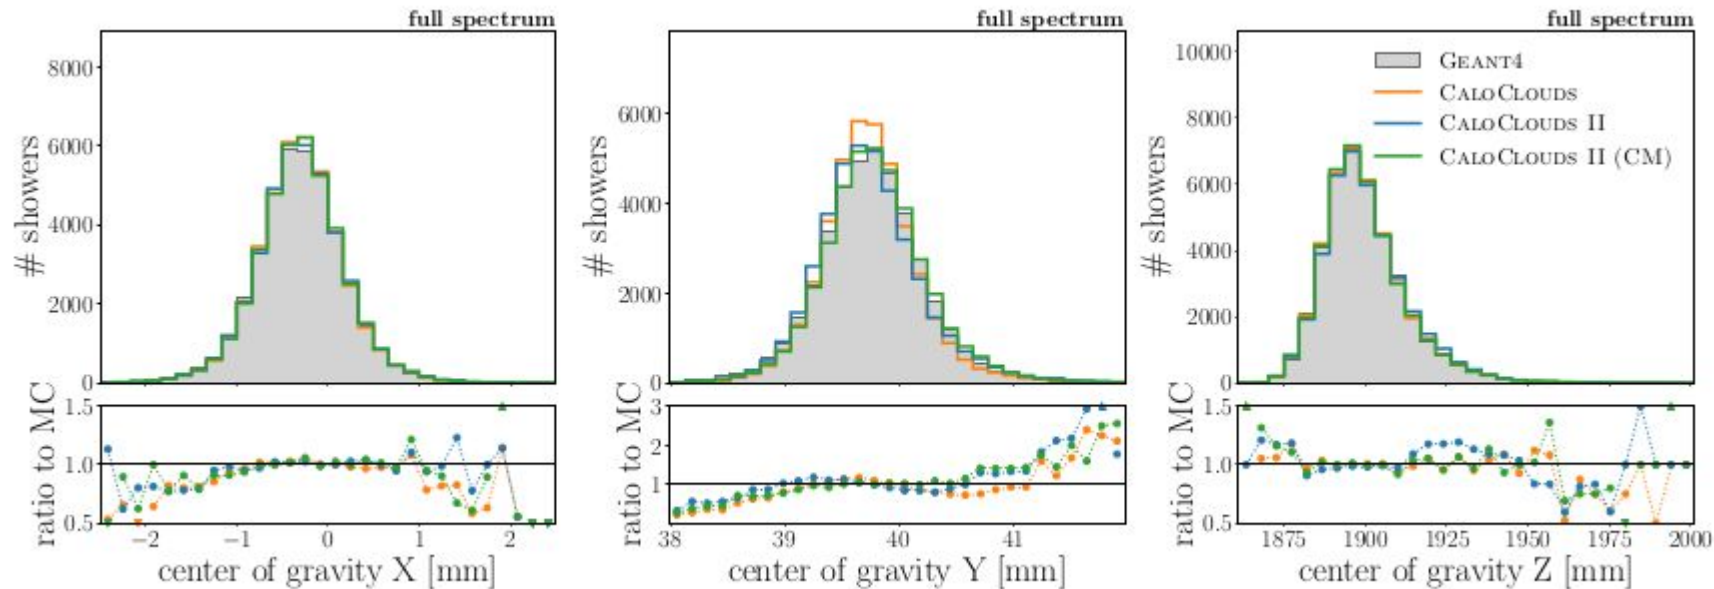 full spectrum
full spectrum
full spectrum
8000
6000
4000
2000
0
# showers
6000
4000
2000
0
# showers
10000
8000
6000
4000
2000
0
# showers
GEANT4
CALOCLOUDS
CALOCLOUDS II
CALOCLOUDS II (CM)
1.5
1.0
0.5
ratio to MC
3
2
1
ratio to MC
1.5
1.0
0.5
ratio to MC
−2 −1 0 1 2
38 39 40 41
1875 1900 1925 1950 1975 2000
center of gravity X [mm]
center of gravity Y [mm]
center of gravity Z [mm]